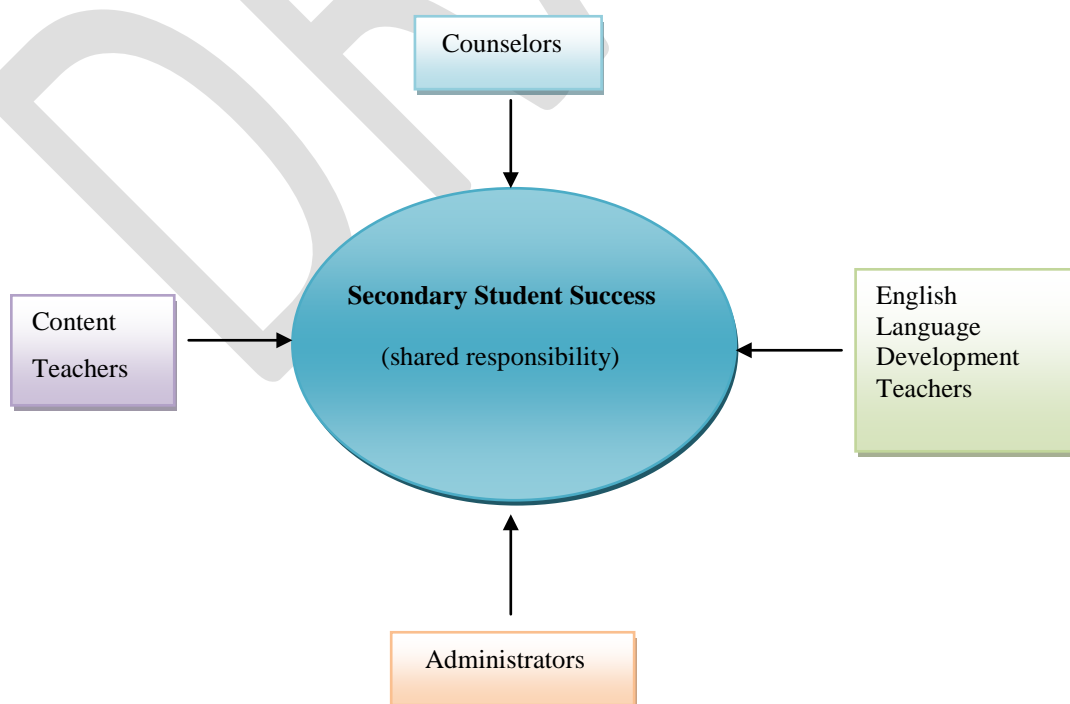 Counselors
Secondary Student Success
(shared responsibility)
Content
Teachers
English
Language
Development
Teachers
Administrators